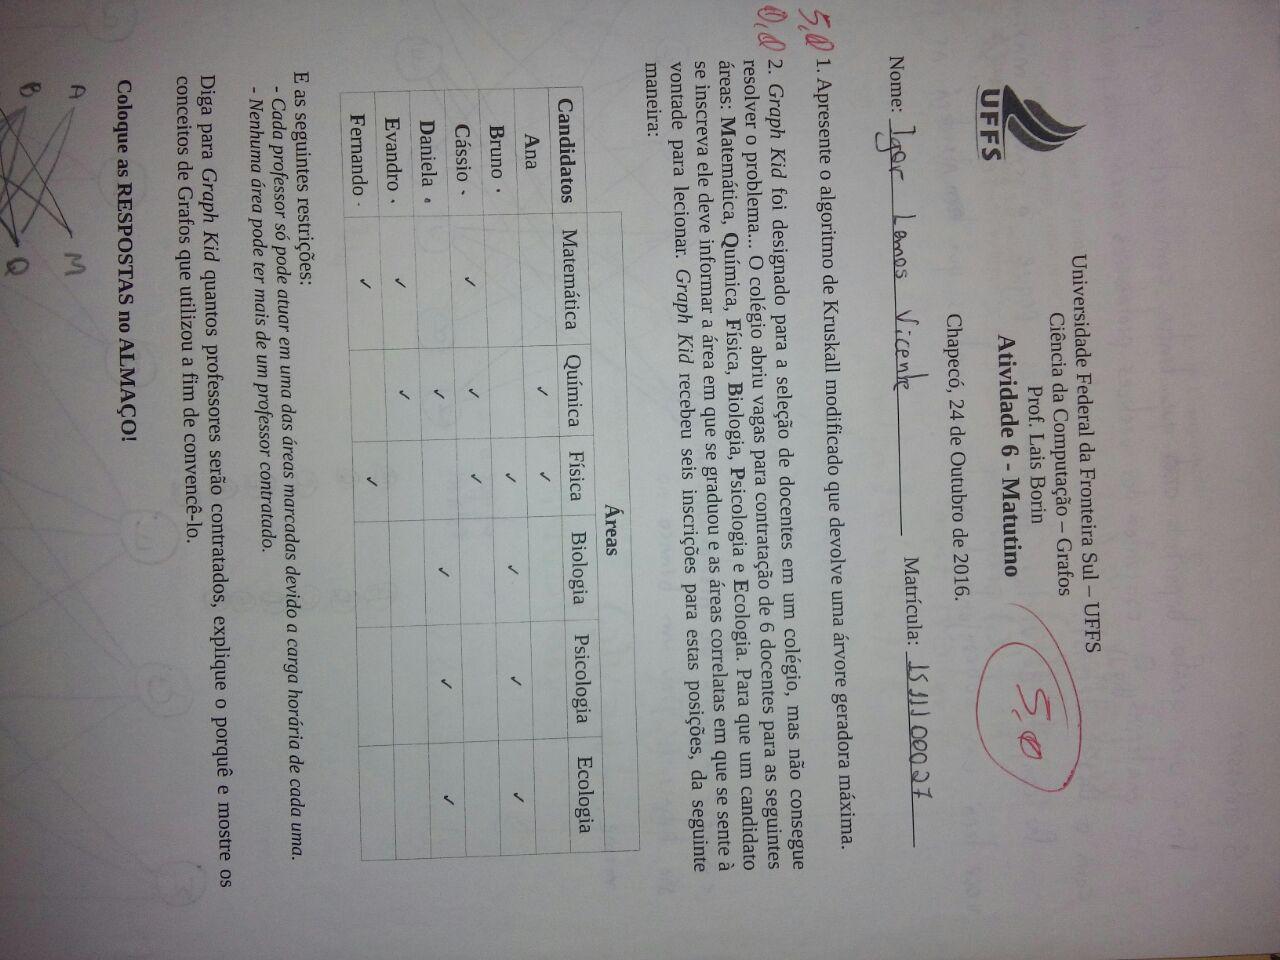 Universidade Federal da Fronteira Sul – UFFS
Ciência da Computação – Grafos
Prof. Lais Borin
Atividade 6 - Matutino
5,0
UFFS
Chapecó, 24 de Outubro de 2016.
Nome: Igor Lemos Vicente Matrícula: 1511100027
5,0 1. Apresente o algoritmo de Kruskall modificado que devolve uma árvore geradora máxima.
0,0 2. Graph Kid foi designado para a seleção de docentes em um colégio, mas não consegue
resolver o problema... O colégio abriu vagas para contratação de 6 docentes para as seguintes
áreas: Matemática, Química, Física, Biologia, Psicologia e Ecologia. Para que um candidato
se inscreva ele deve informar a área em que se graduou e as áreas correlatas em que se sente à
vontade para lecionar. Graph Kid recebeu seis inscrições para estas posições, da seguinte
maneira:
Áreas
Candidatos Matemática Química Física Biologia Psicologia Ecologia
Ana ✓ ✓
Bruno ✓ ✓ ✓ ✓
Cássio ✓ ✓ ✓
Daniela ✓ ✓ ✓ ✓
Evandro ✓ ✓
Fernando ✓ ✓
E as seguintes restrições:
- Cada professor só pode atuar em uma das áreas marcadas devido a carga horária de cada uma.
- Nenhuma área pode ter mais de um professor contratado.
Diga para Graph Kid quantos professores serão contratados, explique o porquê e mostre os
conceitos de Grafos que utilizou a fim de convencê-lo.
Coloque as RESPOSTAS no ALMAÇO!
A M
B Q